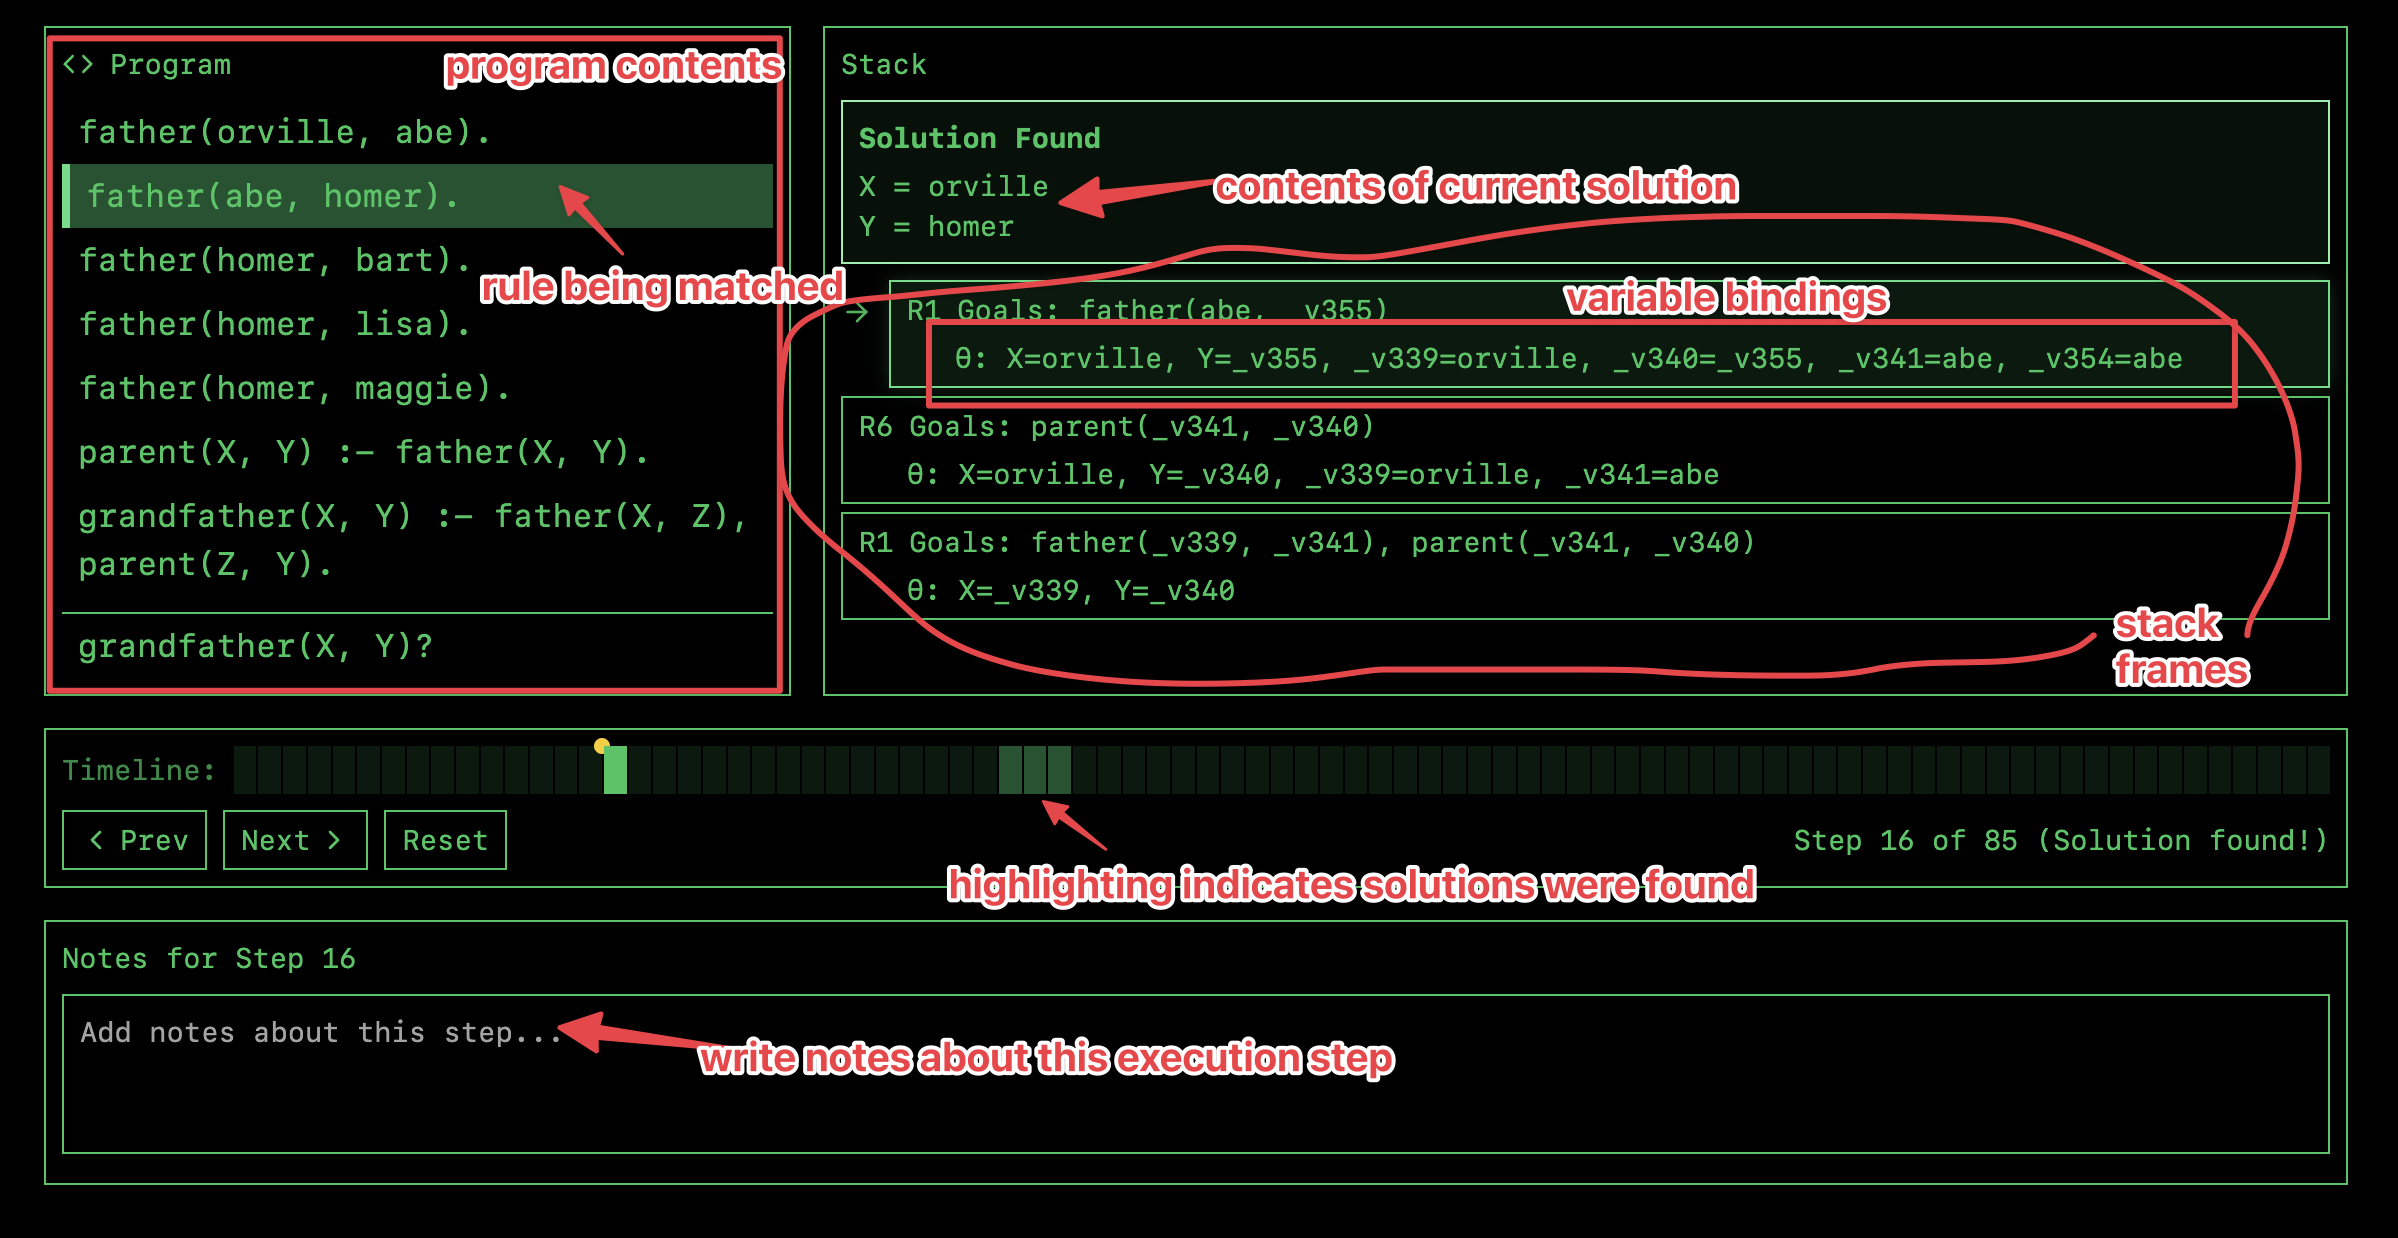 <> Program
program contents
father(orville, abe).
father(abe, homer).
father(homer, bart).
rule being matched
father(homer, lisa).
father(homer, maggie).
parent(X, Y) :- father(X, Y).
grandfather(X, Y) :- father(X, Z),
parent(Z, Y).
grandfather(X, Y)?
Stack
Solution Found
X = orville
contents of current solution
Y = homer
→ R1 Goals: father(abe, _v355)
variable bindings
θ: X=orville, Y=_v355, _v339=orville, _v340=_v355, _v341=abe, _v354=abe
R6 Goals: parent(_v341, _v340)
θ: X=orville, Y=_v340, _v339=orville, _v341=abe
R1 Goals: father(_v339, _v341), parent(_v341, _v340)
θ: X=_v339, Y=_v340
stack
frames
Timeline:
< Prev
Next >
Reset
Step 16 of 85 (Solution found!)
highlighting indicates solutions were found
Notes for Step 16
Add notes about this step...
write notes about this execution step